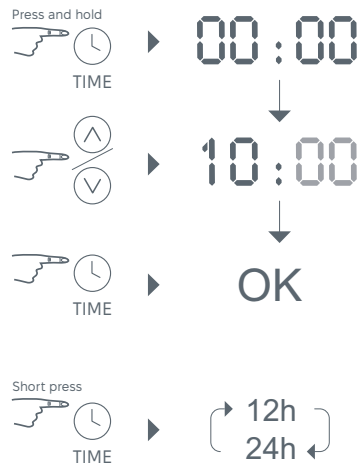 Press and hold
TIME
00:00
10:00
TIME
OK
Short press
TIME
12h
24h